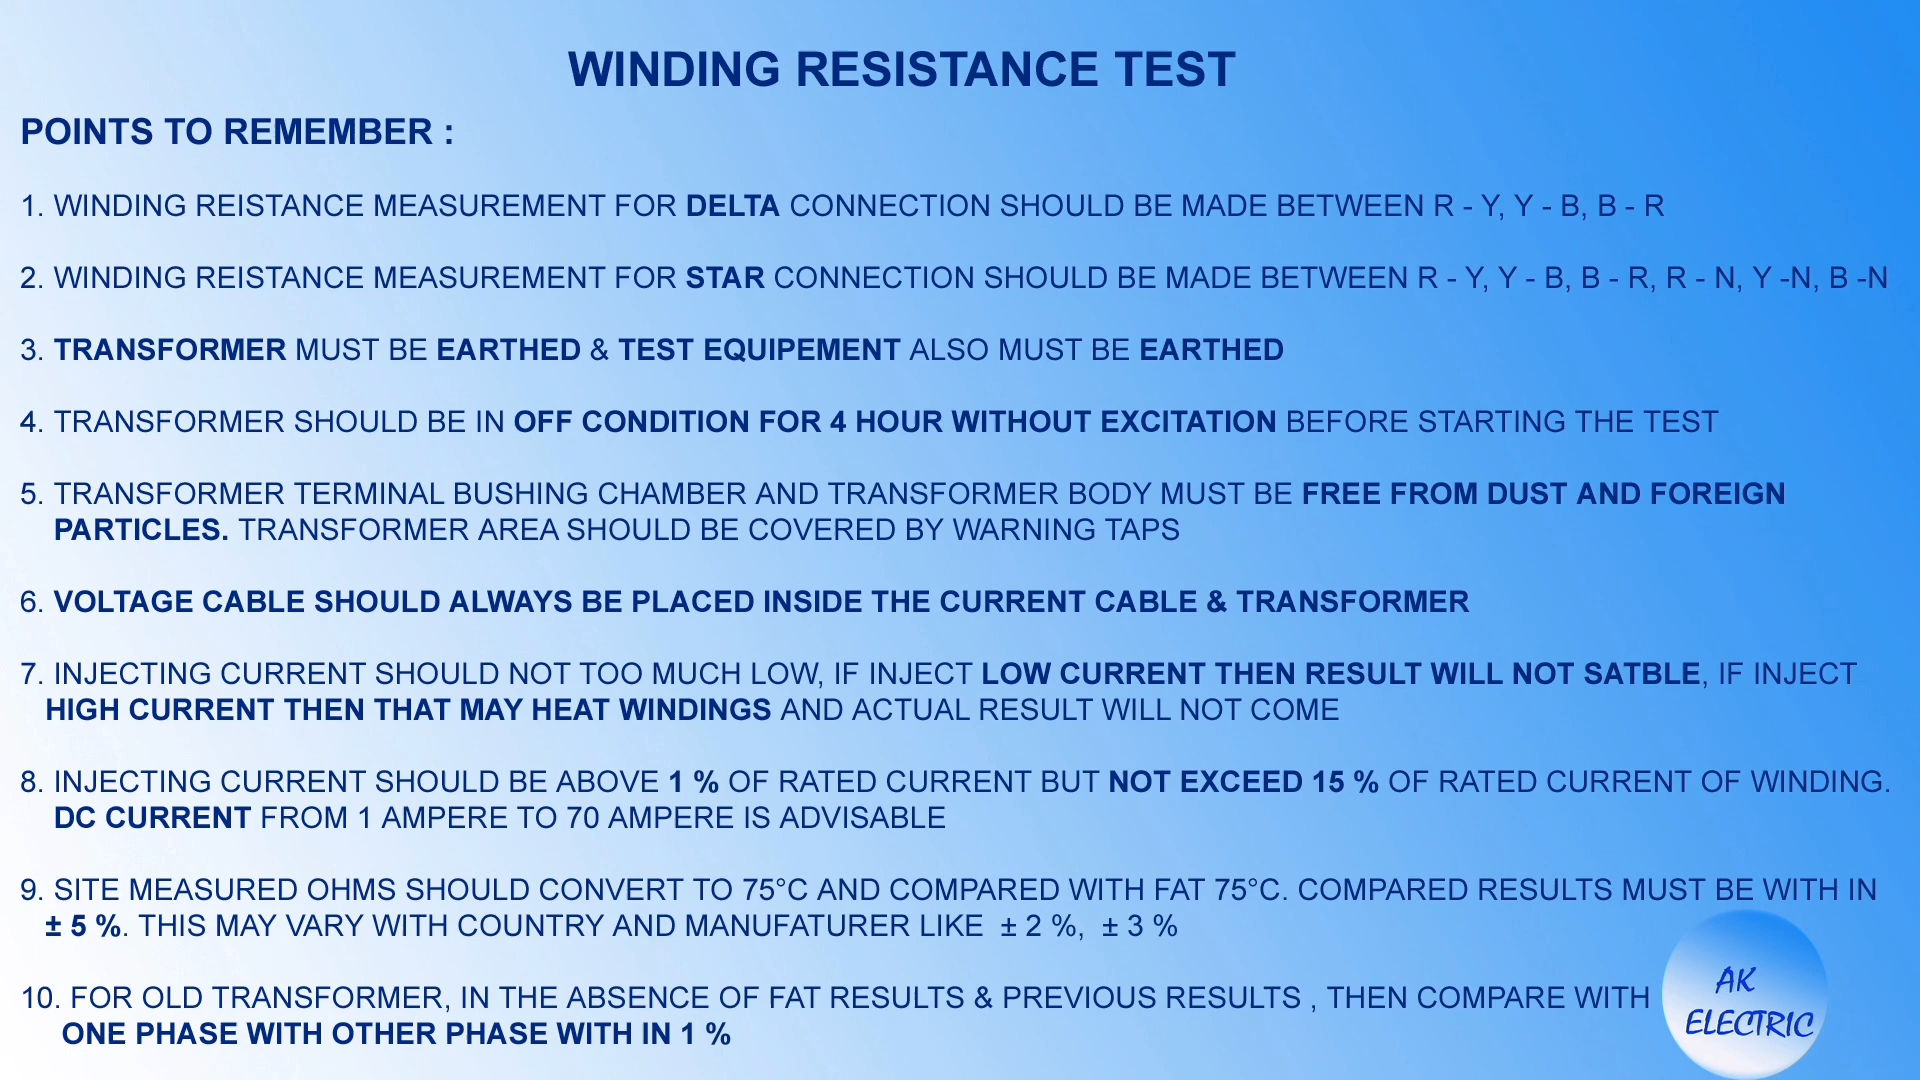 WINDING RESISTANCE TEST
POINTS TO REMEMBER :
1. WINDING REISTANCE MEASUREMENT FOR DELTA CONNECTION SHOULD BE MADE BETWEEN R - Y, Y - B, B - R
2. WINDING REISTANCE MEASUREMENT FOR STAR CONNECTION SHOULD BE MADE BETWEEN R - Y, Y - B, B - R, R - N, Y -N, B -N
3. TRANSFORMER MUST BE EARTHED & TEST EQUIPEMENT ALSO MUST BE EARTHED
4. TRANSFORMER SHOULD BE IN OFF CONDITION FOR 4 HOUR WITHOUT EXCITATION BEFORE STARTING THE TEST
5. TRANSFORMER TERMINAL BUSHING CHAMBER AND TRANSFORMER BODY MUST BE FREE FROM DUST AND FOREIGN
PARTICLES. TRANSFORMER AREA SHOULD BE COVERED BY WARNING TAPS
6. VOLTAGE CABLE SHOULD ALWAYS BE PLACED INSIDE THE CURRENT CABLE & TRANSFORMER
7. INJECTING CURRENT SHOULD NOT TOO MUCH LOW, IF INJECT LOW CURRENT THEN RESULT WILL NOT SATBLE, IF INJECT
HIGH CURRENT THEN THAT MAY HEAT WINDINGS AND ACTUAL RESULT WILL NOT COME
8. INJECTING CURRENT SHOULD BE ABOVE 1 % OF RATED CURRENT BUT NOT EXCEED 15 % OF RATED CURRENT OF WINDING.
DC CURRENT FROM 1 AMPERE TO 70 AMPERE IS ADVISABLE
9. SITE MEASURED OHMS SHOULD CONVERT TO 75°C AND COMPARED WITH FAT 75°C. COMPARED RESULTS MUST BE WITH IN
± 5 %. THIS MAY VARY WITH COUNTRY AND MANUFATURER LIKE ± 2 %, ± 3 %
10. FOR OLD TRANSFORMER, IN THE ABSENCE OF FAT RESULTS & PREVIOUS RESULTS , THEN COMPARE WITH
ONE PHASE WITH OTHER PHASE WITH IN 1 %
AK
ELECTRIC